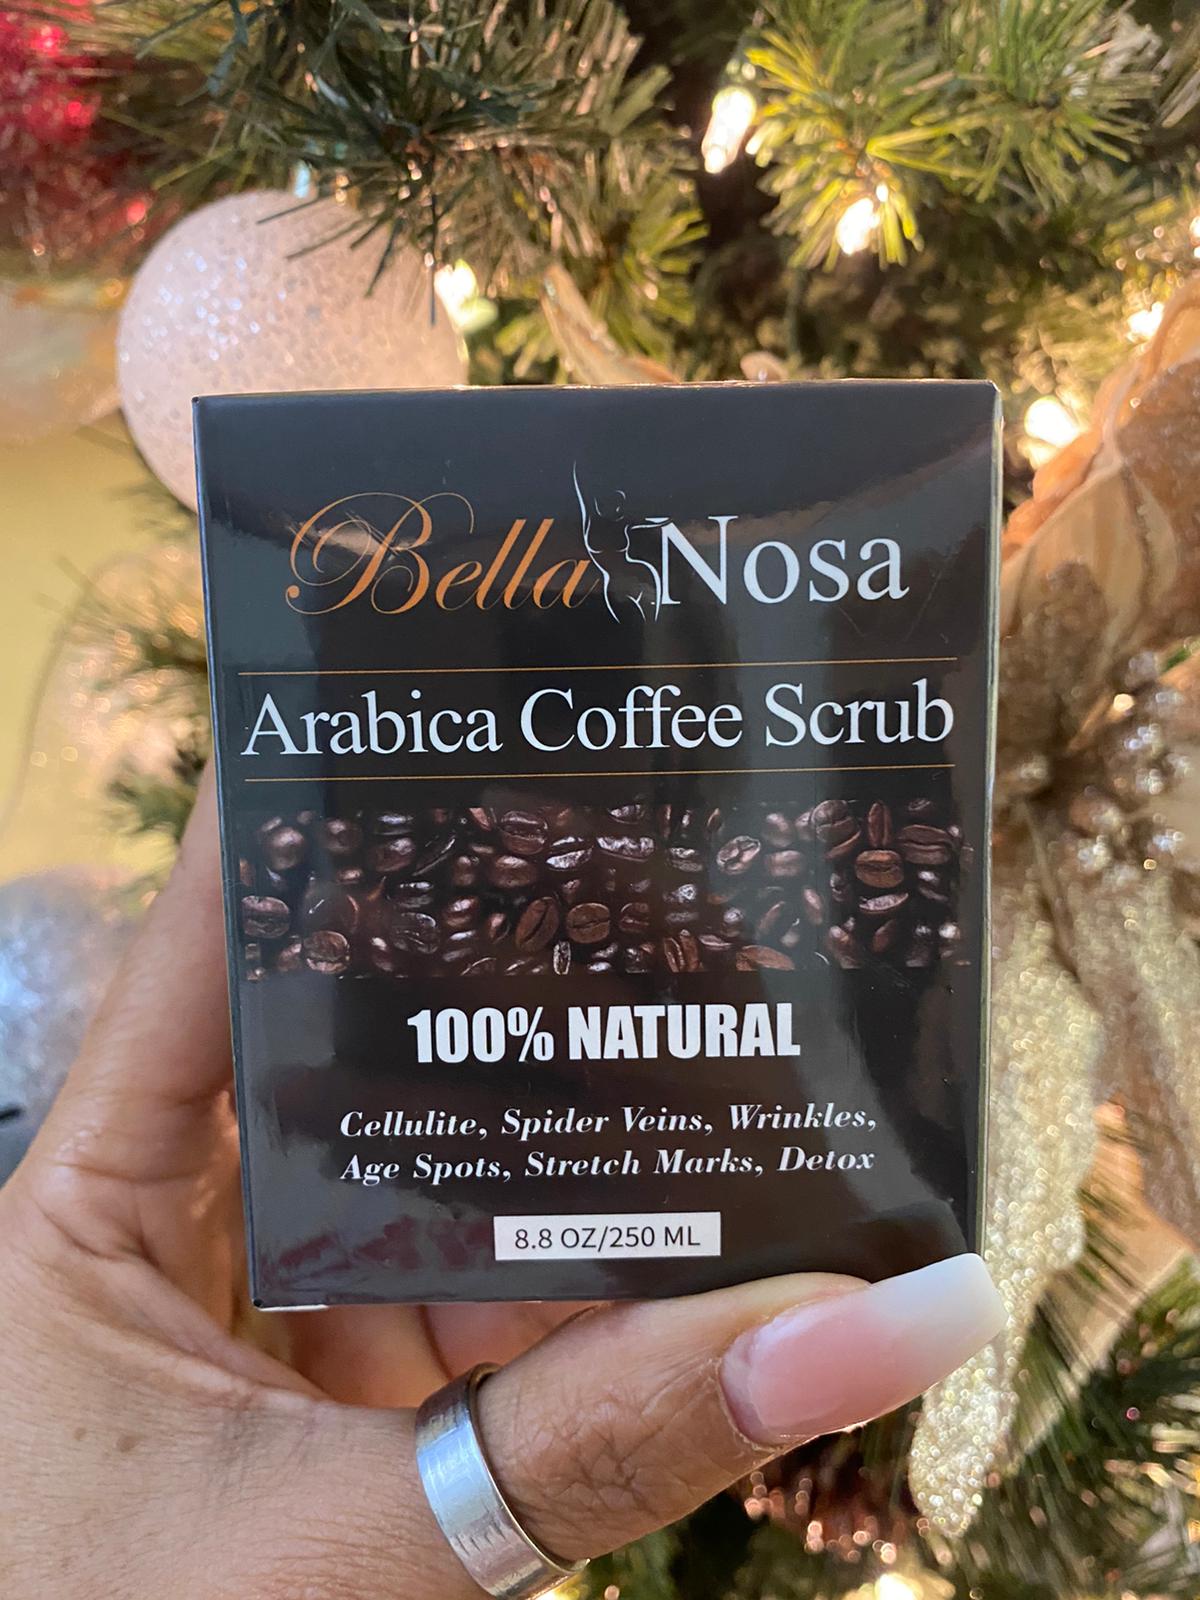 Bella Nosa
Arabica Coffee Scrub
100% NATURAL
Cellulite, Spider Veins, Wrinkles,
Age Spots, Stretch Marks, Detox
8.8 OZ/250 ML